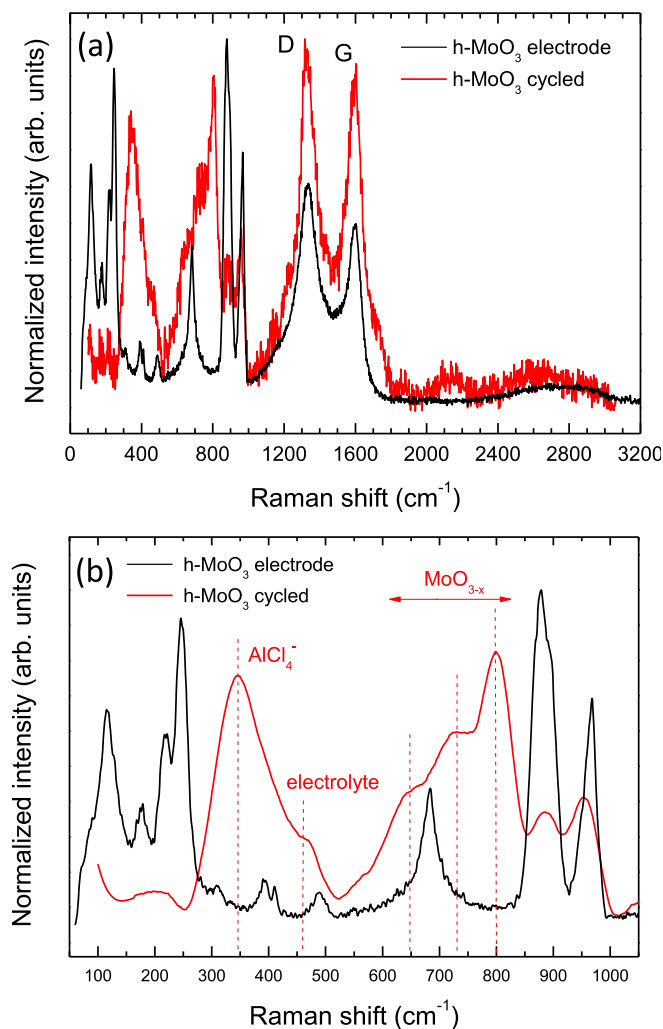 (a)
D
G
h-MoO3 electrode
h-MoO3 cycled
Normalized intensity (arb. units)
0 400 800 1200 1600 2000 2400 2800 3200
Raman shift (cm-1)
(b)
h-MoO3 electrode
h-MoO3 cycled
MoO3-x
AlCl4-
electrolyte
Normalized intensity (arb. units)
100 200 300 400 500 600 700 800 900 1000
Raman shift (cm-1)